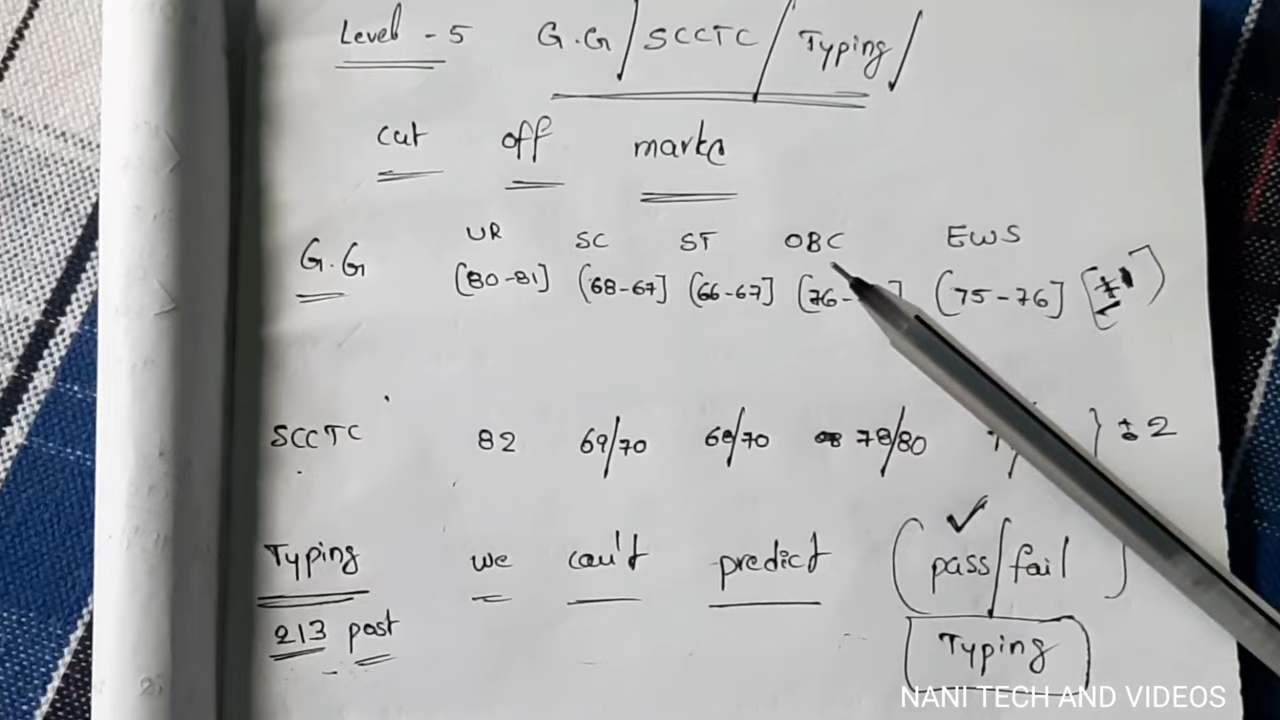 Level - 5 G.G/SCCTC/Typing/
cut off marks
UR SC ST OBC EWS
G.G [80-81] (68-67] (66-67] (76- ] (75-76]
SCCTC 82 69/70 68/70 78/80 } ±2
Typing we can't predict (pass/fail)
213 post Typing
NANI TECH AND VIDEOS